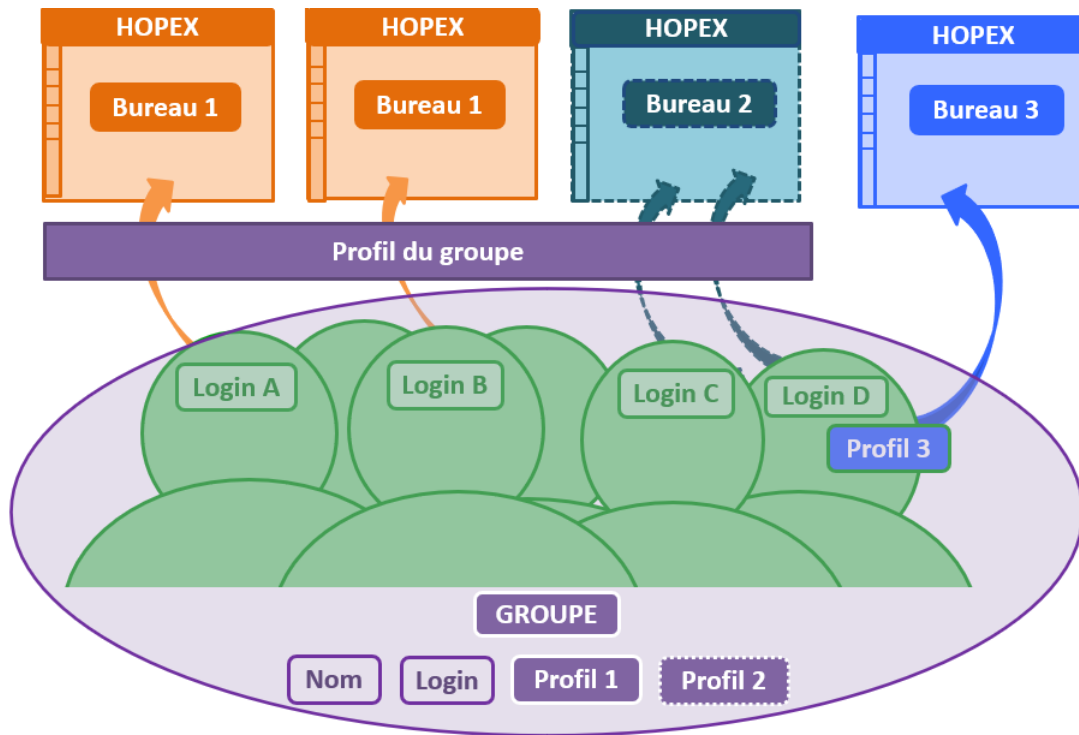 HOPEX
HOPEX
HOPEX
HOPEX
Bureau 1
Bureau 1
Bureau 2
Bureau 3
Profil du groupe
Login A
Login B
Login C
Login D
Profil 3
GROUPE
Nom
Login
Profil 1
Profil 2